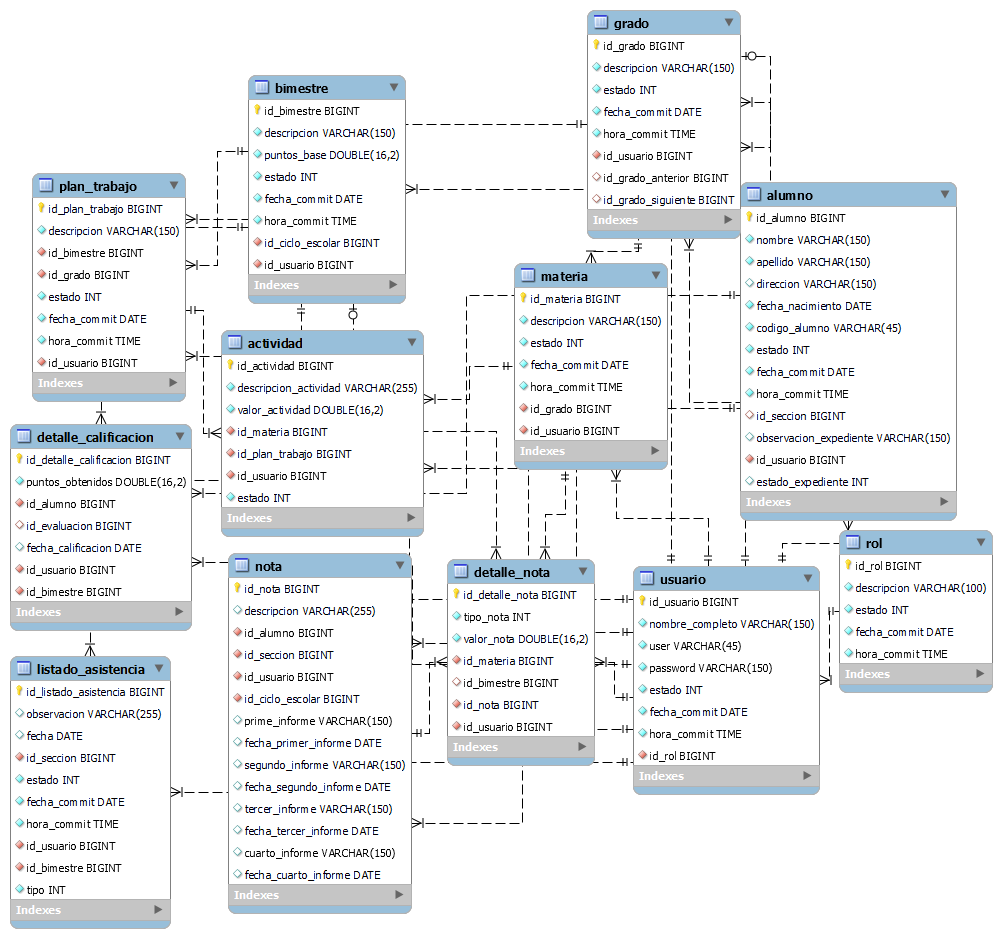 grado
id_grado BIGINT
descripcion VARCHAR(150)
estado INT
fecha_commit DATE
hora_commit TIME
id_usuario BIGINT
id_grado_anterior BIGINT
id_grado_siguiente BIGINT
Indexes
bimestre
id_bimestre BIGINT
descripcion VARCHAR(150)
puntos_base DOUBLE(16,2)
estado INT
fecha_commit DATE
hora_commit TIME
id_ciclo_escolar BIGINT
id_usuario BIGINT
Indexes
plan_trabajo
id_plan_trabajo BIGINT
descripcion VARCHAR(150)
id_bimestre BIGINT
id_grado BIGINT
estado INT
fecha_commit DATE
hora_commit TIME
id_usuario BIGINT
Indexes
alumno
id_alumno BIGINT
nombre VARCHAR(150)
apellido VARCHAR(150)
direccion VARCHAR(150)
fecha_nacimiento DATE
codigo_alumno VARCHAR(45)
estado INT
fecha_commit DATE
hora_commit TIME
id_seccion BIGINT
observacion_expediente VARCHAR(150)
id_usuario BIGINT
estado_expediente INT
Indexes
materia
id_materia BIGINT
descripcion VARCHAR(150)
estado INT
fecha_commit DATE
hora_commit TIME
id_grado BIGINT
id_usuario BIGINT
Indexes
actividad
id_actividad BIGINT
descripcion_actividad VARCHAR(255)
valor_actividad DOUBLE(16,2)
id_materia BIGINT
id_plan_trabajo BIGINT
id_usuario BIGINT
estado INT
Indexes
detalle_calificacion
id_detalle_calificacion BIGINT
puntos_obtenidos DOUBLE(16,2)
id_alumno BIGINT
id_evaluacion BIGINT
fecha_calificacion DATE
id_usuario BIGINT
id_bimestre BIGINT
Indexes
rol
id_rol BIGINT
descripcion VARCHAR(100)
estado INT
fecha_commit DATE
hora_commit TIME
Indexes
nota
id_nota BIGINT
descripcion VARCHAR(255)
id_alumno BIGINT
id_seccion BIGINT
id_usuario BIGINT
id_ciclo_escolar BIGINT
prime_informe VARCHAR(150)
fecha_primer_informe DATE
segundo_informe VARCHAR(150)
fecha_segundo_informe DATE
tercer_informe VARCHAR(150)
fecha_tercer_informe DATE
cuarto_informe VARCHAR(150)
fecha_cuarto_informe DATE
Indexes
detalle_nota
id_detalle_nota BIGINT
tipo_nota INT
valor_nota DOUBLE(16,2)
id_materia BIGINT
id_bimestre BIGINT
id_nota BIGINT
id_usuario BIGINT
Indexes
usuario
id_usuario BIGINT
nombre_completo VARCHAR(150)
user VARCHAR(45)
password VARCHAR(150)
estado INT
fecha_commit DATE
hora_commit TIME
id_rol BIGINT
Indexes
listado_asistencia
id_listado_asistencia BIGINT
observacion VARCHAR(255)
fecha DATE
id_seccion BIGINT
estado INT
fecha_commit DATE
hora_commit TIME
id_usuario BIGINT
id_bimestre BIGINT
tipo INT
Indexes